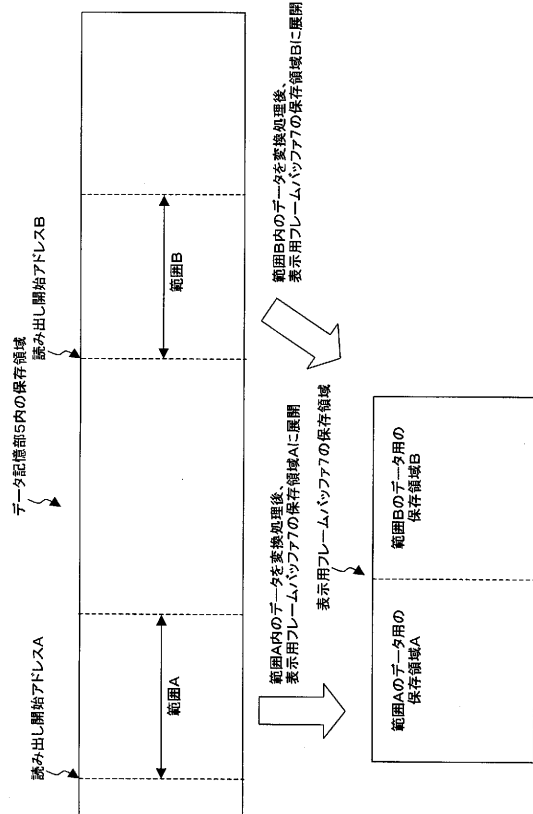 データ記憶部5内の保存領域
読み出し開始アドレスA
読み出し開始アドレスB
範囲A
範囲B
範囲A内のデータを変換処理後、
表示用フレームバッファ7の保存領域Aに展開
範囲B内のデータを変換処理後、
表示用フレームバッファ7の保存領域Bに展開
表示用フレームバッファ7の保存領域
範囲Aのデータ用の
保存領域A
範囲Bのデータ用の
保存領域B